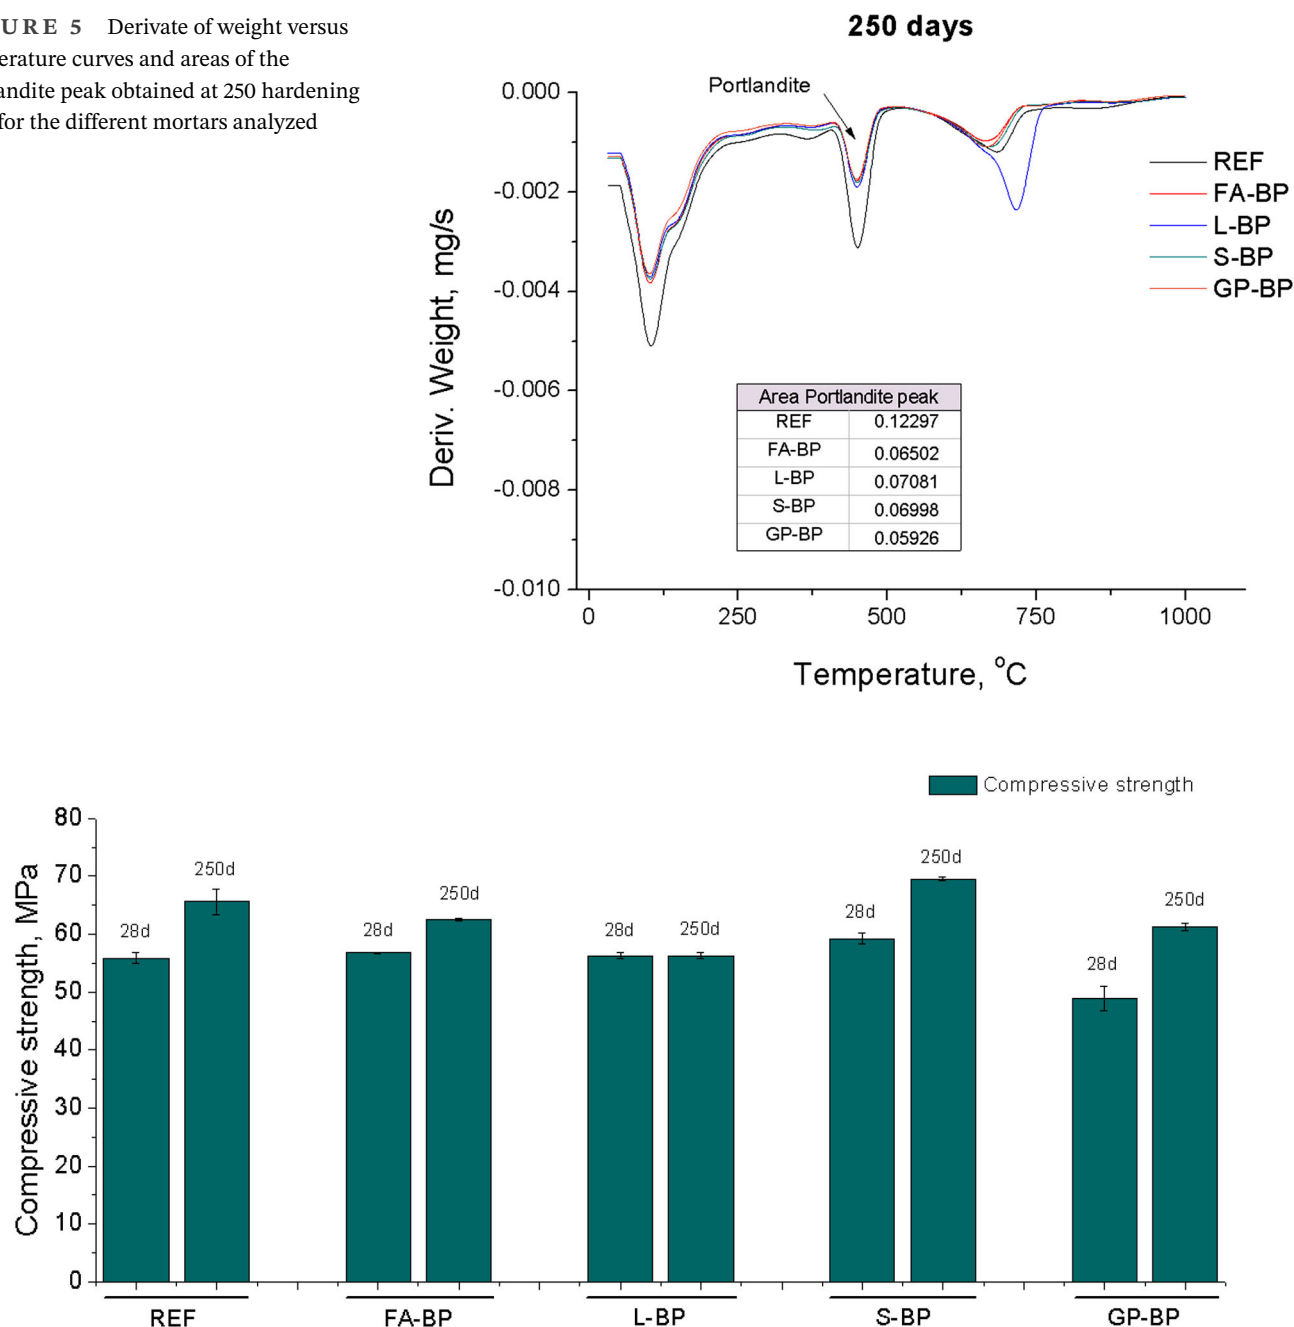 URE 5 Derivate of weight versus
erature curves and areas of the
andite peak obtained at 250 hardening
for the different mortars analyzed
250 days
Portlandite
0.000
-0.002
-0.004
-0.006
-0.008
-0.010
Deriv. Weight, mg/s
REF
FA-BP
L-BP
S-BP
GP-BP
Area Portlandite peak
REF 0.12297
FA-BP 0.06502
L-BP 0.07081
S-BP 0.06998
GP-BP 0.05926
0 250 500 750 1000
Temperature, °C
Compressive strength
80
70
60
50
40
30
20
10
0
Compressive strength, MPa
28d 250d
28d 250d
28d 250d
28d 250d
28d 250d
REF FA-BP L-BP S-BP GP-BP